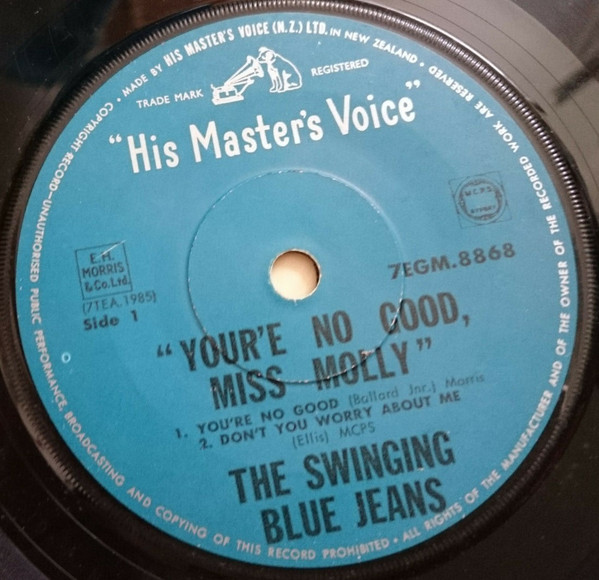 COPYRIGHT RECORD—UNAUTHORISED PUBLIC PERFORMANCE, BROADCASTING AND COPYING OF THIS RECORD PROHIBITED • ALL RIGHTS OF THE MANUFACTURER AND OF THE OWNER OF THE RECORDED WORK ARE RESERVED • MADE BY HIS MASTER'S VOICE (N.Z.) LTD. IN NEW ZEALAND •
TRADE MARK
REGISTERED
"His Master's Voice"
E.H.
MORRIS
& Co. Ltd.
(7TEA.1985)
Side 1
M.C.P.S.
7EGM.8868
"YOUR'E NO GOOD,
MISS MOLLY"
1. YOU'RE NO GOOD (Ballard Jnr.) Morris
2. DON'T YOU WORRY ABOUT ME
(Ellis) MCPS
THE SWINGING
BLUE JEANS